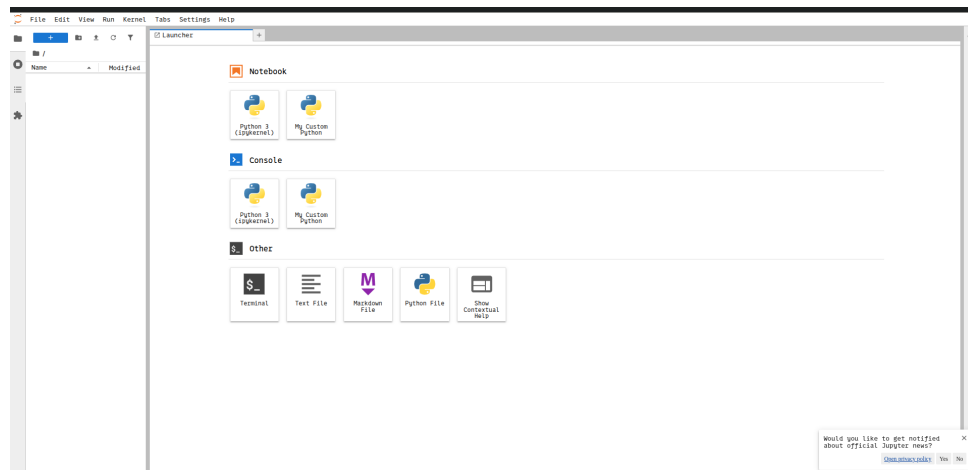 File Edit View Run Kernel Tabs Settings Help
+
Launcher
+
/
Name Modified
Notebook
Python 3
(ipykernel)
My Custom
Python
>_ Console
Python 3
(ipykernel)
My Custom
Python
$_ Other
$_
Terminal
Text File
M
Markdown
File
Python File
Show
Contextual
Help
Would you like to get notified
about official Jupyter news?
Open privacy policy Yes No